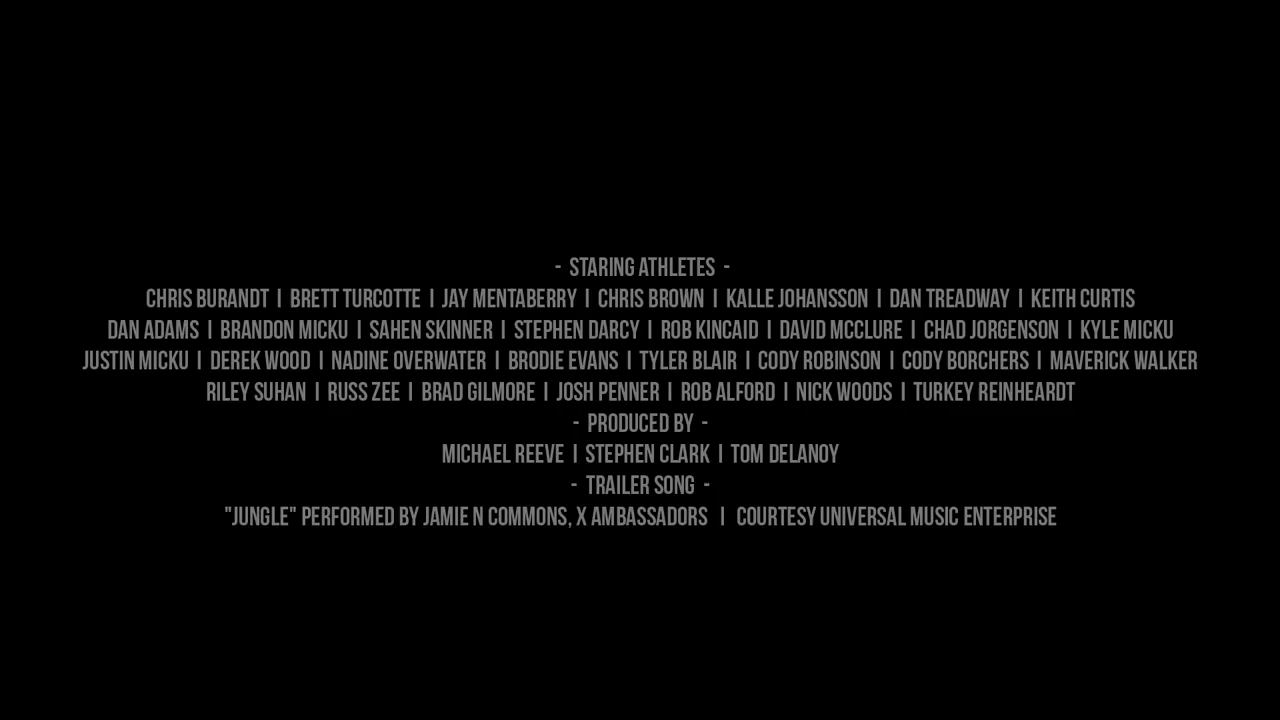 - STARING ATHLETES -
CHRIS BURANDT I BRETT TURCOTTE I JAY MENTABERRY I CHRIS BROWN I KALLE JOHANSSON I DAN TREADWAY I KEITH CURTIS
DAN ADAMS I BRANDON MICKU I SAHEN SKINNER I STEPHEN DARCY I ROB KINCAID I DAVID MCCLURE I CHAD JORGENSON I KYLE MICKU
JUSTIN MICKU I DEREK WOOD I NADINE OVERWATER I BRODIE EVANS I TYLER BLAIR I CODY ROBINSON I CODY BORCHERS I MAVERICK WALKER
RILEY SUHAN I RUSS ZEE I BRAD GILMORE I JOSH PENNER I ROB ALFORD I NICK WOODS I TURKEY REINHEARDT
- PRODUCED BY -
MICHAEL REEVE I STEPHEN CLARK I TOM DELANOY
- TRAILER SONG -
"JUNGLE" PERFORMED BY JAMIE N COMMONS, X AMBASSADORS I COURTESY UNIVERSAL MUSIC ENTERPRISE